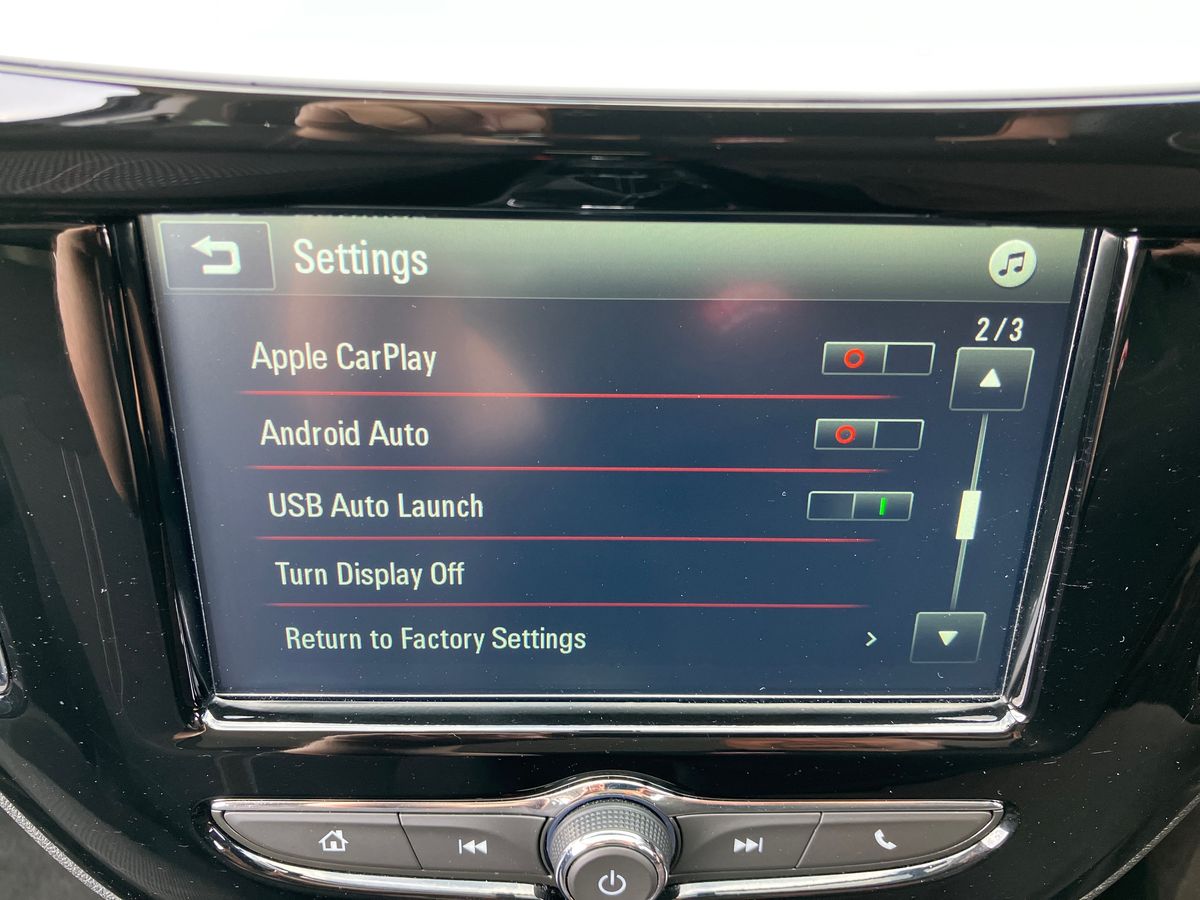 Settings
2/3
Apple CarPlay
Android Auto
USB Auto Launch
Turn Display Off
Return to Factory Settings